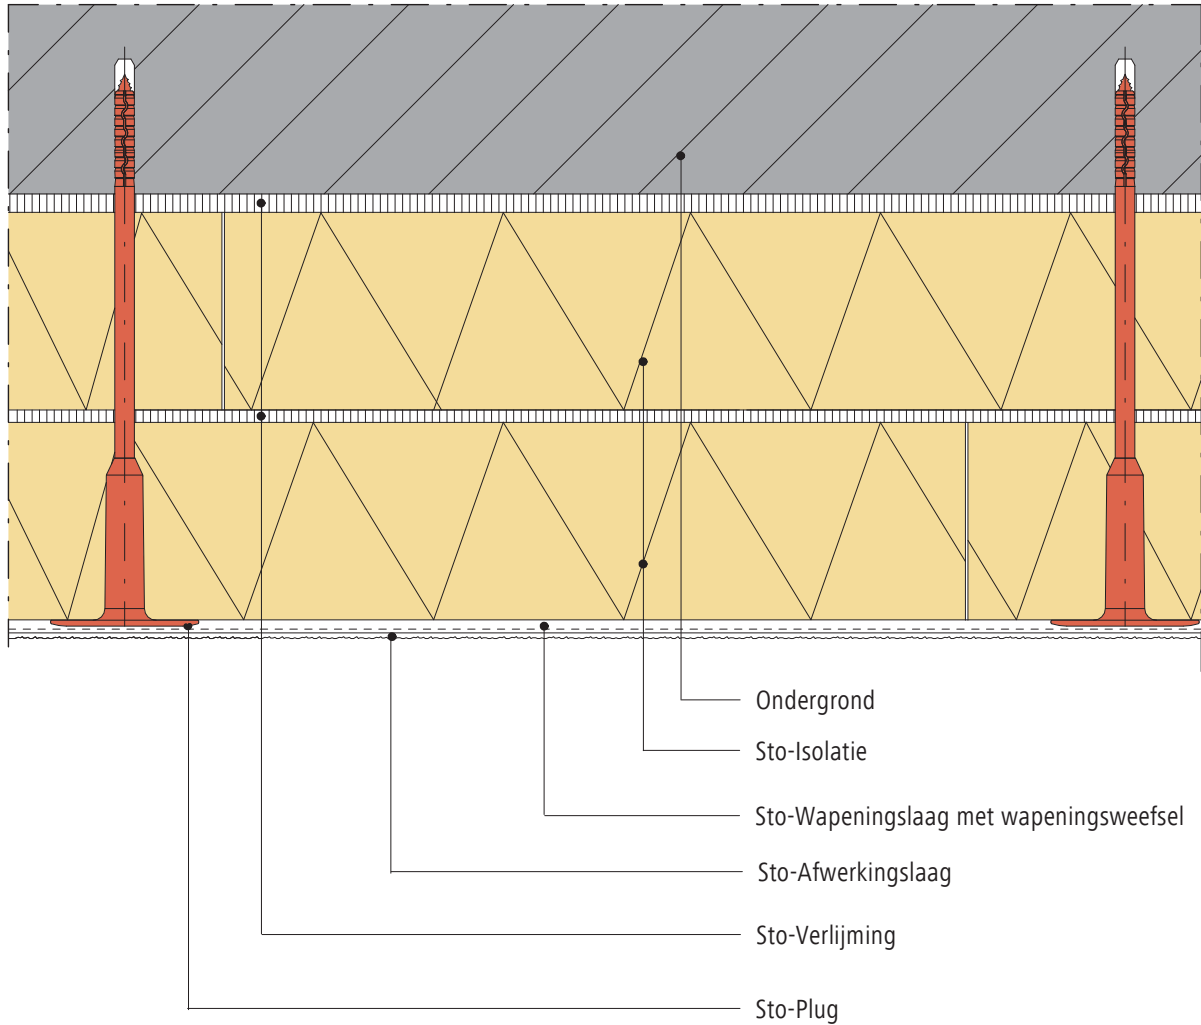 Ondergrond
Sto-Isolatie
Sto-Wapeningslaag met wapeningsweefsel
Sto-Afwerkingslaag
Sto-Verlijming
Sto-Plug